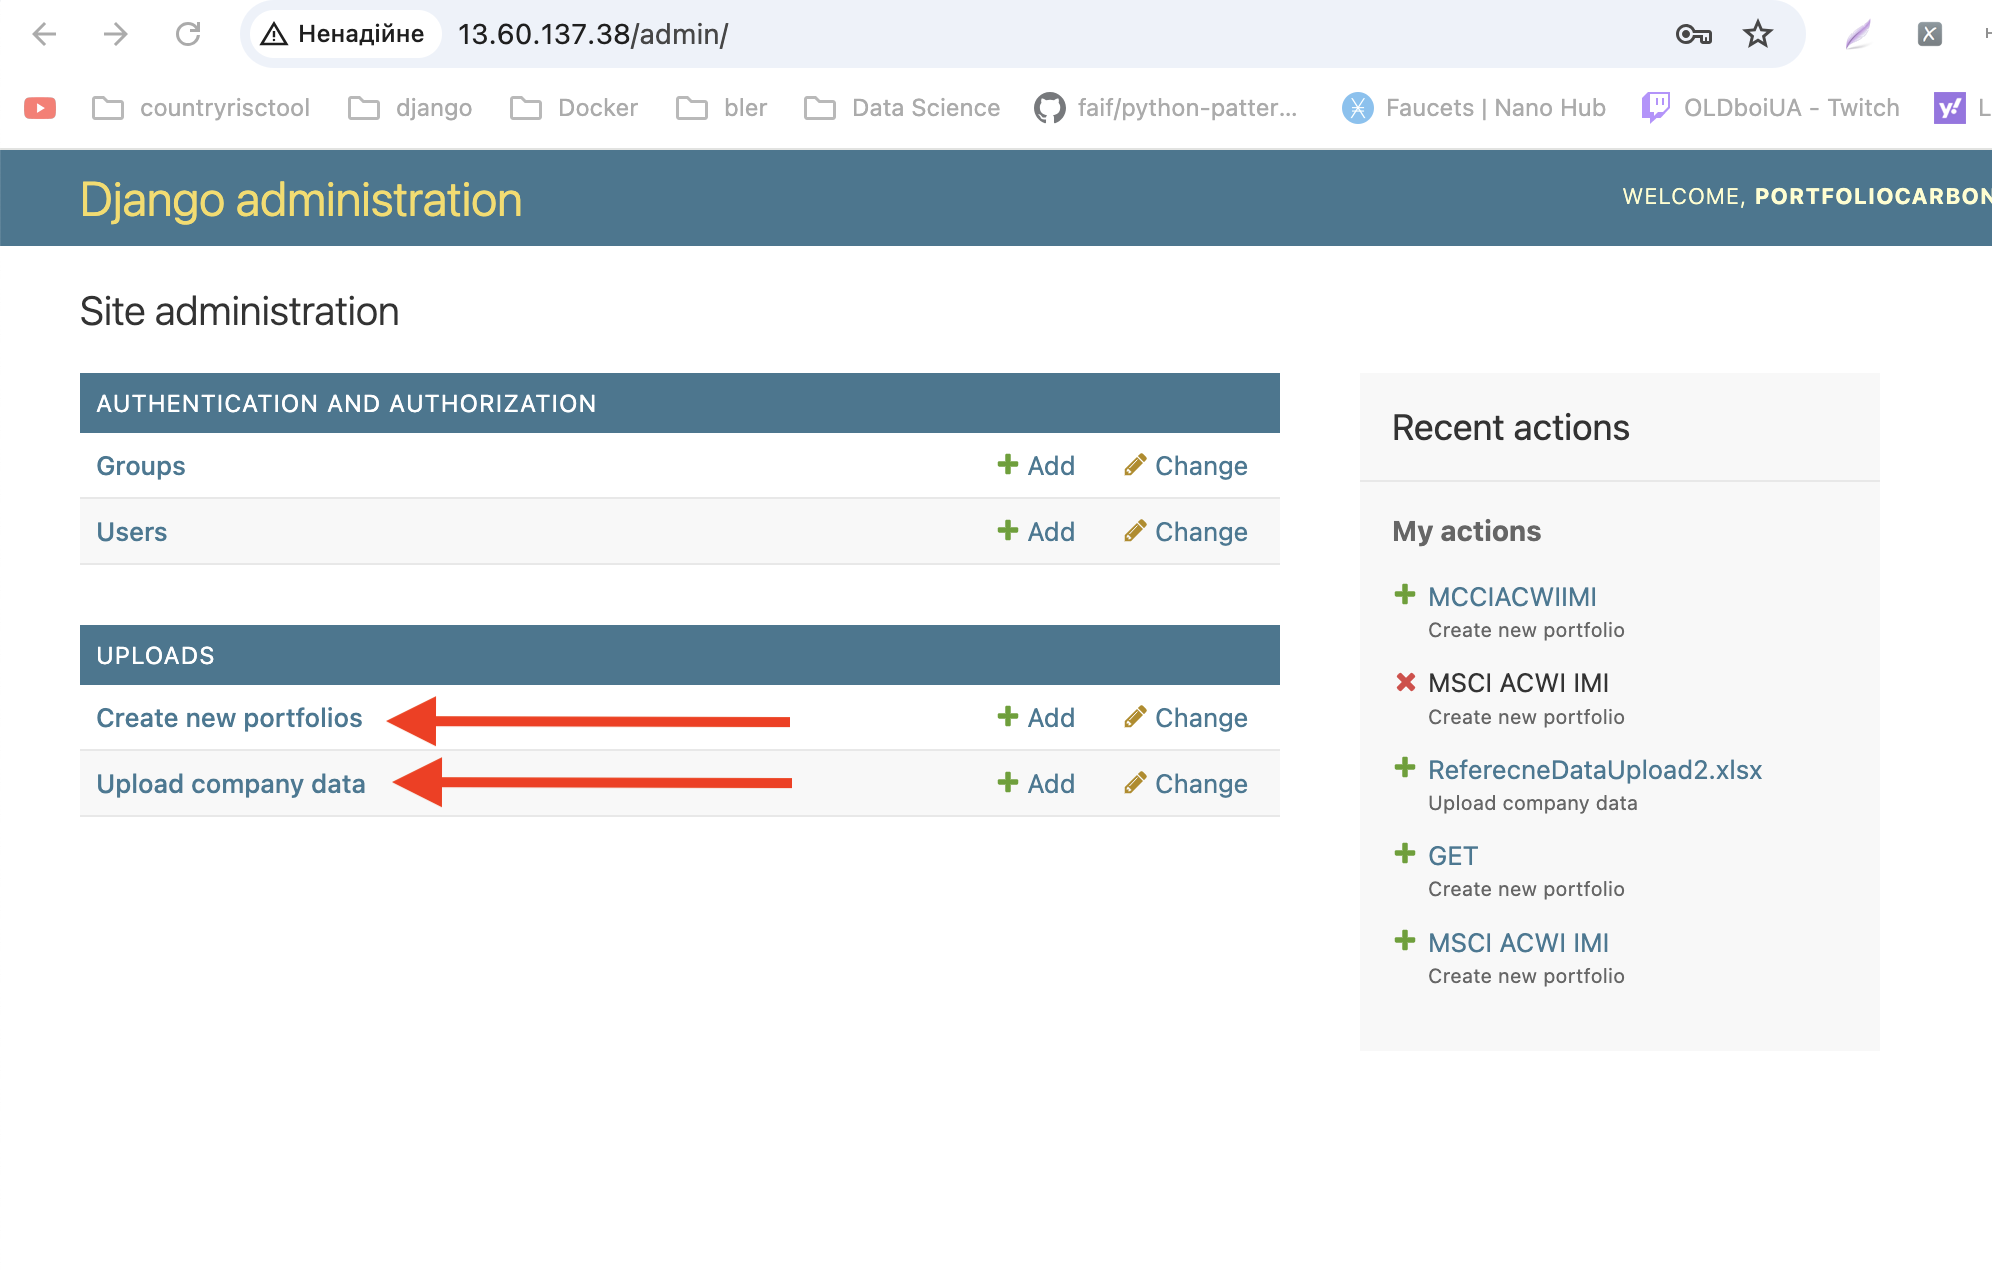 Ненадійне 13.60.137.38/admin/
countryrisctool django Docker bler Data Science faif/python-patter... Faucets | Nano Hub OLDboiUA - Twitch
Django administration
WELCOME, PORTFOLIOCARBON
Site administration
AUTHENTICATION AND AUTHORIZATION
Groups Add Change
Users Add Change
UPLOADS
Create new portfolios Add Change
Upload company data Add Change
Recent actions
My actions
MCCIACWIIMI
Create new portfolio
MSCI ACWI IMI
Create new portfolio
ReferecneDataUpload2.xlsx
Upload company data
GET
Create new portfolio
MSCI ACWI IMI
Create new portfolio